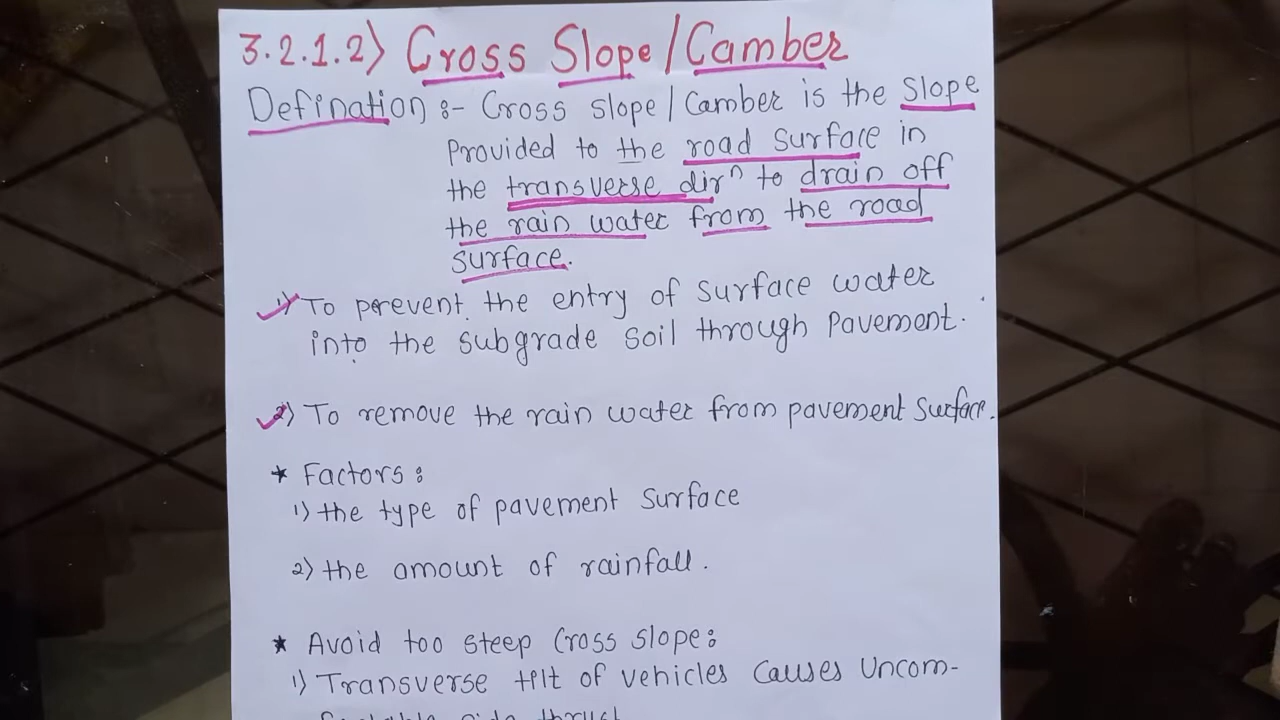 3.2.1.2) Cross Slope/Camber
Defination :- Cross slope/Camber is the Slope
Provided to the road surface in
the transverse dirⁿ to drain off
the rain water from the road
surface.
1) To prevent the entry of surface water
into the subgrade soil through Pavement.
2) To remove the rain water from pavement surface.
* Factors :
1) the type of pavement surface
2) the amount of rainfall.
* Avoid too steep Cross slope:
1) Transverse tilt of vehicles causes Uncom-
side thrust